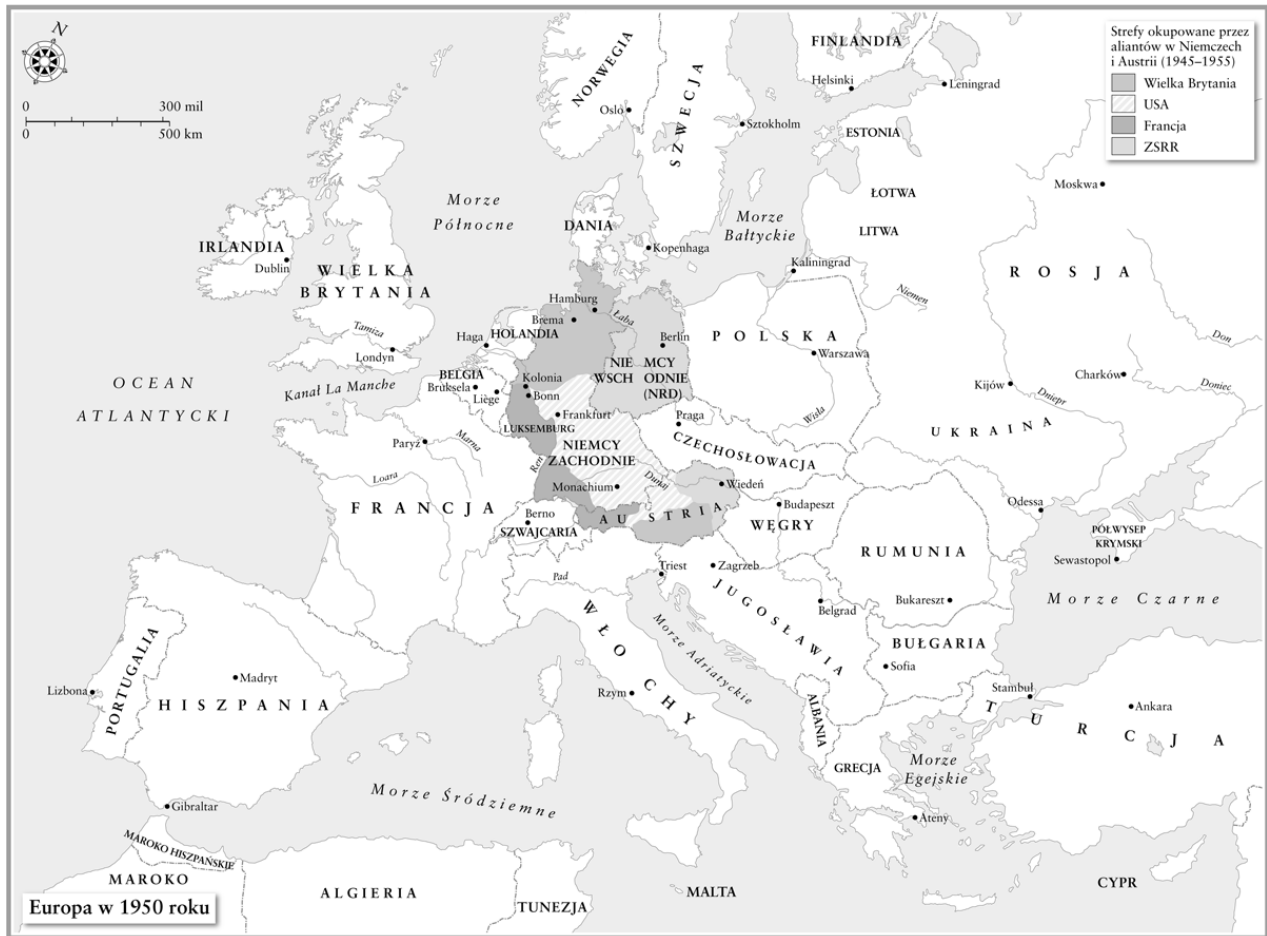 N
0 300 mil
0 500 km
Strefy okupowane przez
aliantów w Niemczech
i Austrii (1945–1955)
Wielka Brytania
USA
Francja
ZSRR
NORWEGIA
Oslo
SZWECJA
Sztokholm
FINLANDIA
Helsinki
Leningrad
ESTONIA
ŁOTWA
LITWA
Moskwa
ROSJA
Morze
Północne
Morze
Bałtyckie
DANIA
Kopenhaga
Kaliningrad
Niemen
IRLANDIA
Dublin
WIELKA
BRYTANIA
Tamiza
Londyn
Kanał La Manche
OCEAN
ATLANTYCKI
Hamburg
Brema
Łaba
Haga
HOLANDIA
Berlin
NIEMCY
WSCHODNIE
(NRD)
POLSKA
Warszawa
Wisła
Kijów
Dniepr
Charków
Don
Doniec
UKRAINA
BELGIA
Bruksela
Liège
Kolonia
Bonn
Frankfurt
LUKSEMBURG
NIEMCY
ZACHODNIE
Ren
Praga
CZECHOSŁOWACJA
Paryż
Marna
Loara
FRANCJA
Monachium
Dunaj
Wiedeń
AUSTRIA
Berno
SZWAJCARIA
Budapeszt
WĘGRY
Odessa
PÓŁWYSEP
KRYMSKI
Sewastopol
RUMUNIA
Bukareszt
Morze Czarne
Pad
Triest
Zagrzeb
JUGOSŁAWIA
Belgrad
BUŁGARIA
Sofia
WŁOCHY
Rzym
Morze Adriatyckie
PORTUGALIA
Lizbona
Madryt
HISZPANIA
Gibraltar
ALBANIA
GRECJA
Morze
Egejskie
Ateny
Stambuł
Ankara
TURCJA
Morze Śródziemne
MAROKO HISZPAŃSKIE
MAROKO
ALGIERIA
TUNEZJA
MALTA
CYPR
Europa w 1950 roku